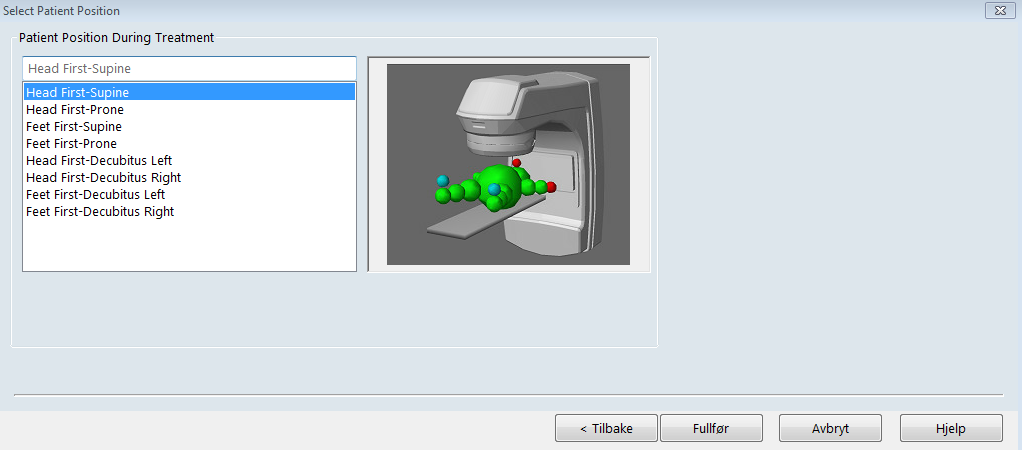 Select Patient Position
Patient Position During Treatment
Head First-Supine
Head First-Supine
Head First-Prone
Feet First-Supine
Feet First-Prone
Head First-Decubitus Left
Head First-Decubitus Right
Feet First-Decubitus Left
Feet First-Decubitus Right
< Tilbake Fullfør Avbryt Hjelp